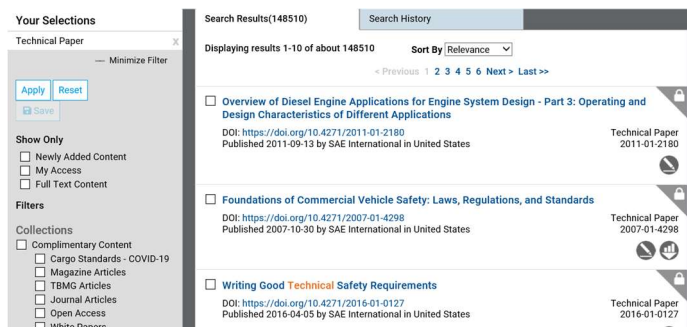 Your Selections
Technical Paper x
— Minimize Filter
Apply Reset
Save
Show Only
Newly Added Content
My Access
Full Text Content
Filters
Collections
Complimentary Content
Cargo Standards - COVID-19
Magazine Articles
TBMG Articles
Journal Articles
Open Access
White Papers
Search Results(148510) Search History
Displaying results 1-10 of about 148510 Sort By Relevance
< Previous 1 2 3 4 5 6 Next > Last >>
Overview of Diesel Engine Applications for Engine System Design - Part 3: Operating and
Design Characteristics of Different Applications
DOI: https://doi.org/10.4271/2011-01-2180 Technical Paper
Published 2011-09-13 by SAE International in United States 2011-01-2180
Foundations of Commercial Vehicle Safety: Laws, Regulations, and Standards
DOI: https://doi.org/10.4271/2007-01-4298 Technical Paper
Published 2007-10-30 by SAE International in United States 2007-01-4298
Writing Good Technical Safety Requirements
DOI: https://doi.org/10.4271/2016-01-0127 Technical Paper
Published 2016-04-05 by SAE International in United States 2016-01-0127